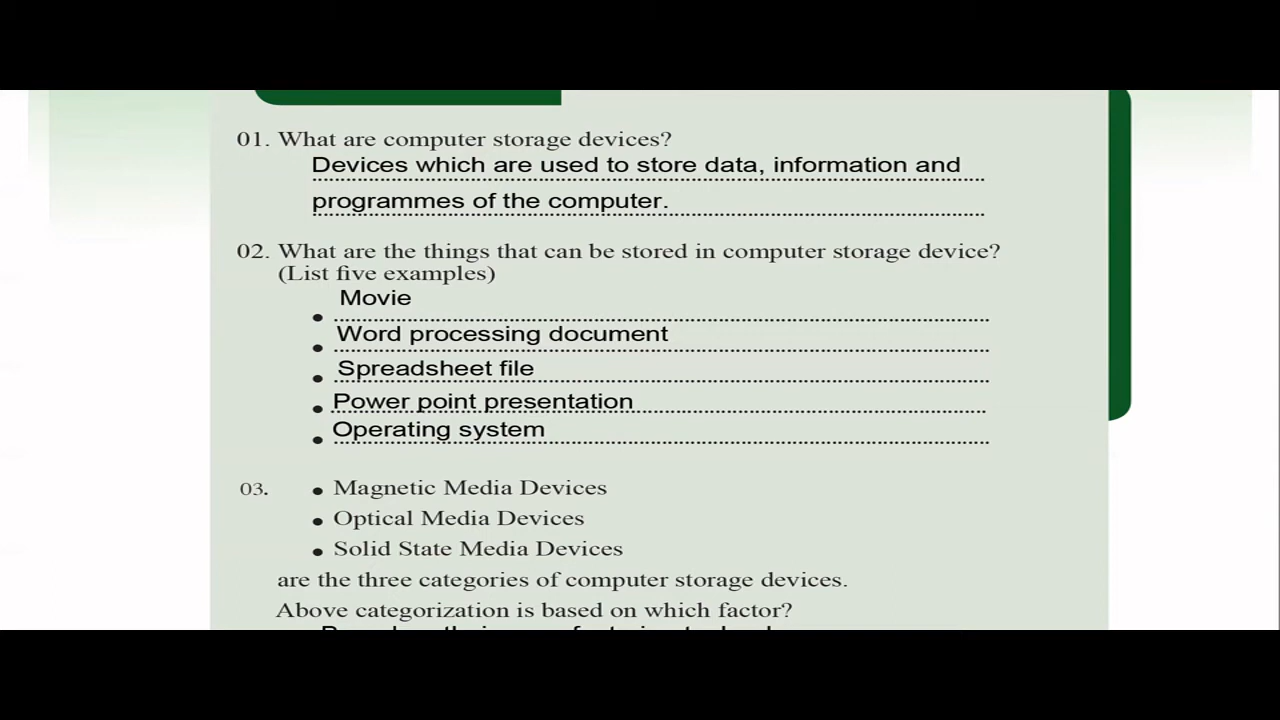 01. What are computer storage devices?
Devices which are used to store data, information and
programmes of the computer.
02. What are the things that can be stored in computer storage device?
(List five examples)
• Movie
• Word processing document
• Spreadsheet file
• Power point presentation
• Operating system
03. • Magnetic Media Devices
• Optical Media Devices
• Solid State Media Devices
are the three categories of computer storage devices.
Above categorization is based on which factor?